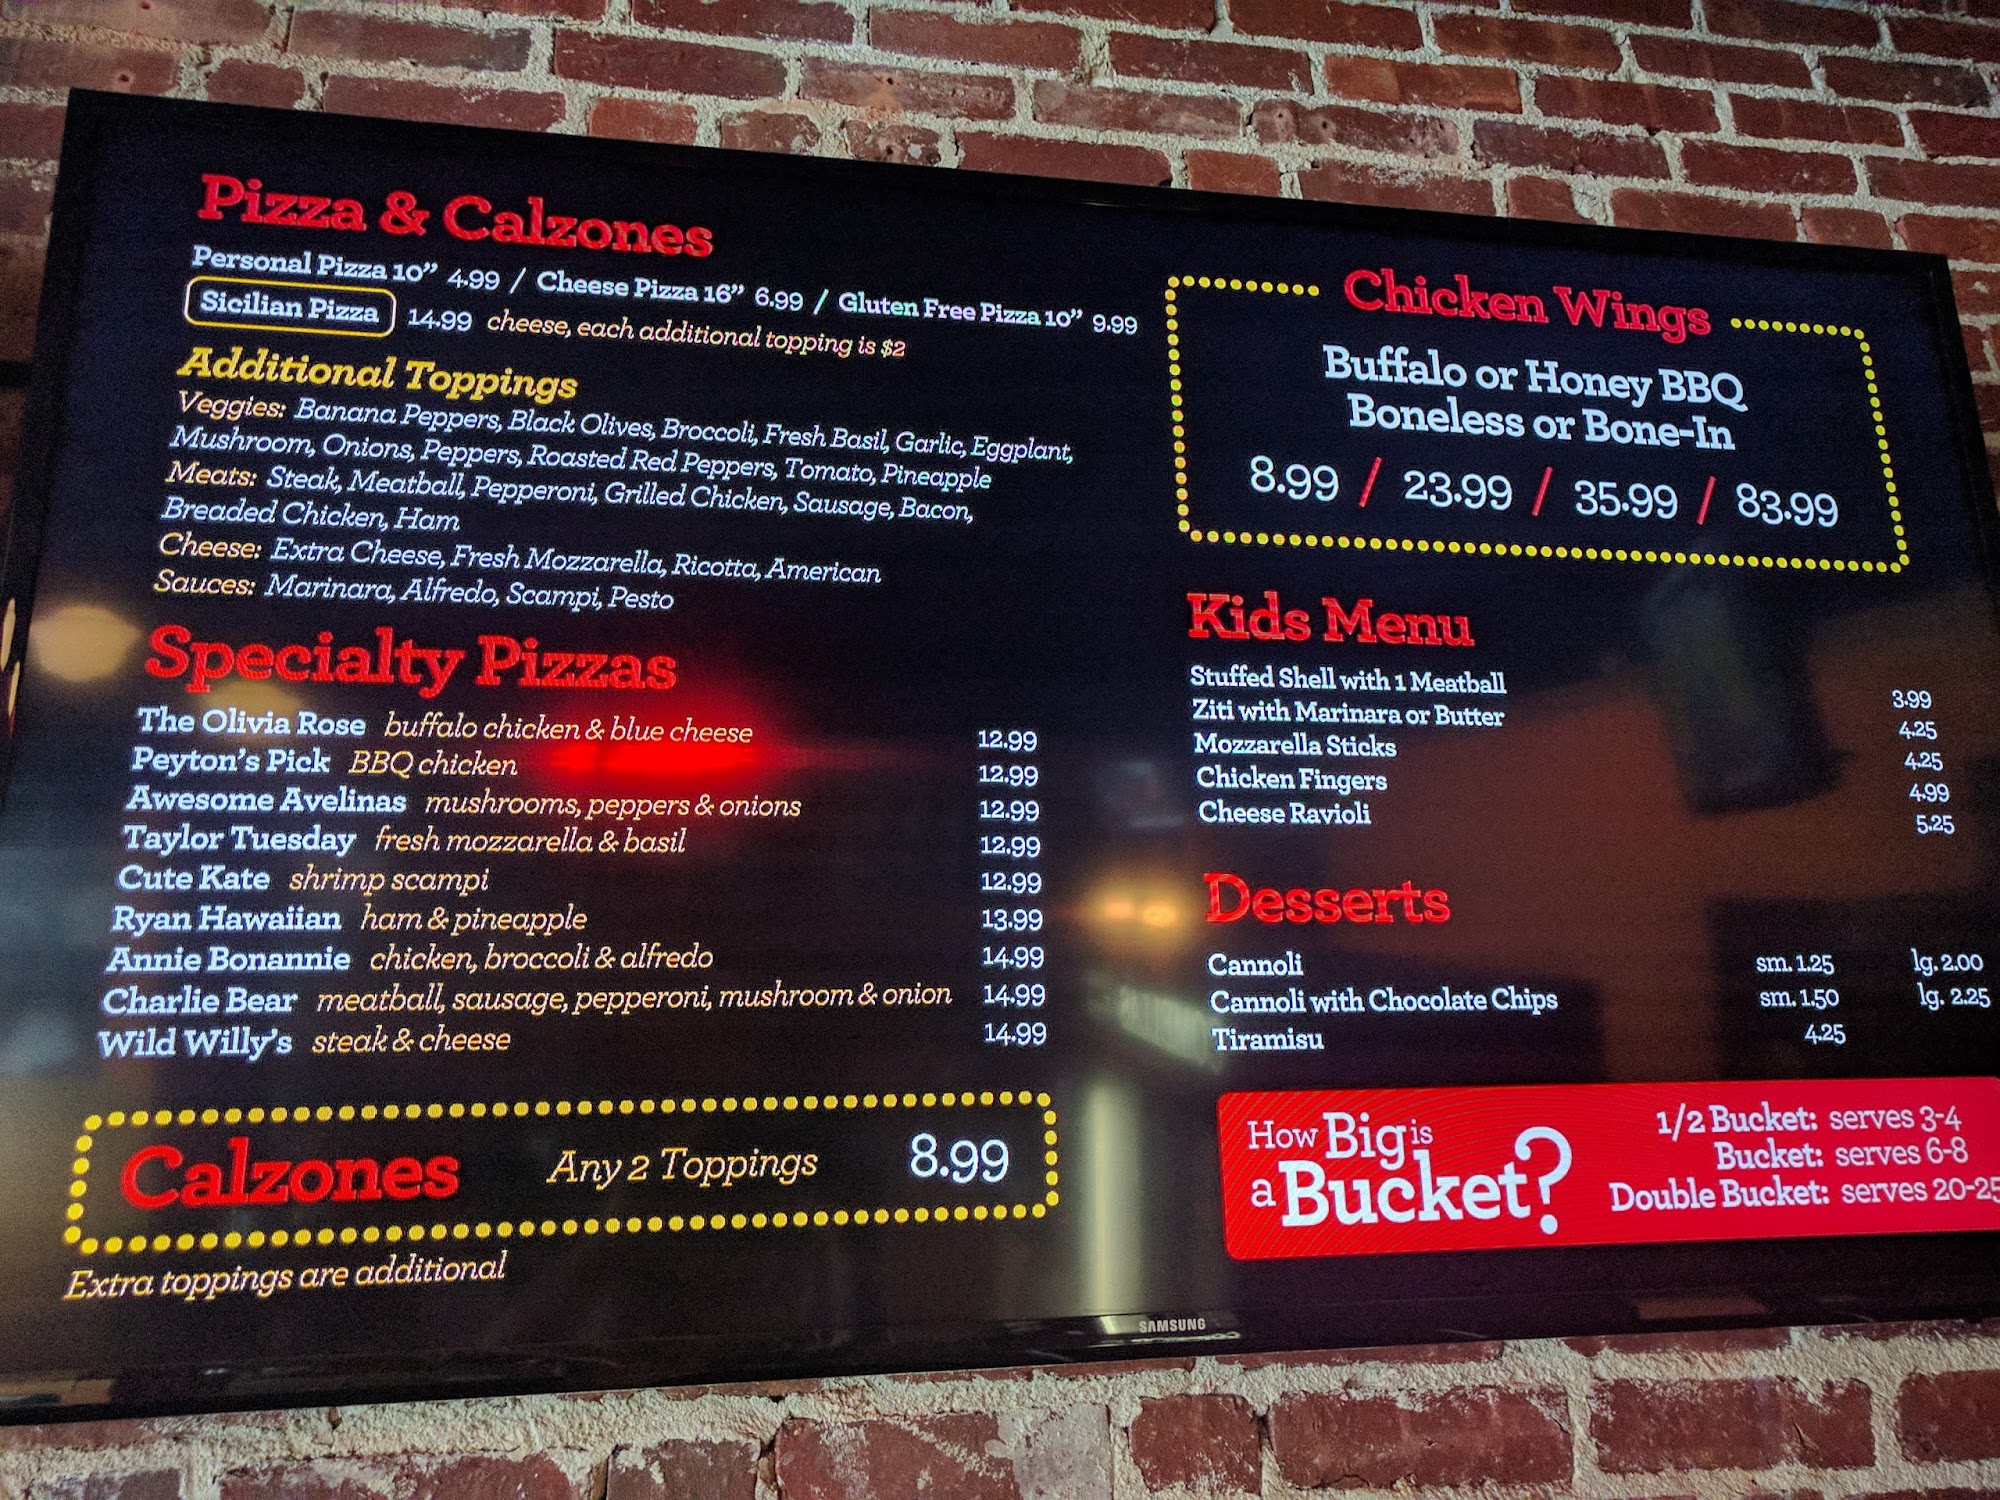 Pizza & Calzones
Personal Pizza 10” 4.99 / Cheese Pizza 16” 6.99 / Gluten Free Pizza 10” 9.99
Sicilian Pizza 14.99 cheese, each additional topping is $2
Additional Toppings
Veggies: Banana Peppers, Black Olives, Broccoli, Fresh Basil, Garlic, Eggplant,
Mushroom, Onions, Peppers, Roasted Red Peppers, Tomato, Pineapple
Meats: Steak, Meatball, Pepperoni, Grilled Chicken, Sausage, Bacon,
Breaded Chicken, Ham
Cheese: Extra Cheese, Fresh Mozzarella, Ricotta, American
Sauces: Marinara, Alfredo, Scampi, Pesto
Specialty Pizzas
The Olivia Rose buffalo chicken & blue cheese 12.99
Peyton’s Pick BBQ chicken 12.99
Awesome Avelinas mushrooms, peppers & onions 12.99
Taylor Tuesday fresh mozzarella & basil 12.99
Cute Kate shrimp scampi 12.99
Ryan Hawaiian ham & pineapple 13.99
Annie Bonannie chicken, broccoli & alfredo 14.99
Charlie Bear meatball, sausage, pepperoni, mushroom & onion 14.99
Wild Willy’s steak & cheese 14.99
Calzones Any 2 Toppings 8.99
Extra toppings are additional
Chicken Wings
Buffalo or Honey BBQ
Boneless or Bone-In
8.99 / 23.99 / 35.99 / 83.99
Kids Menu
Stuffed Shell with 1 Meatball 3.99
Ziti with Marinara or Butter 4.25
Mozzarella Sticks 4.25
Chicken Fingers 4.99
Cheese Ravioli 5.25
Desserts
Cannoli sm. 1.25 lg. 2.00
Cannoli with Chocolate Chips sm. 1.50 lg. 2.25
Tiramisu 4.25
How Big is
a Bucket?
1/2 Bucket: serves 3-4
Bucket: serves 6-8
Double Bucket: serves 20-25
SAMSUNG